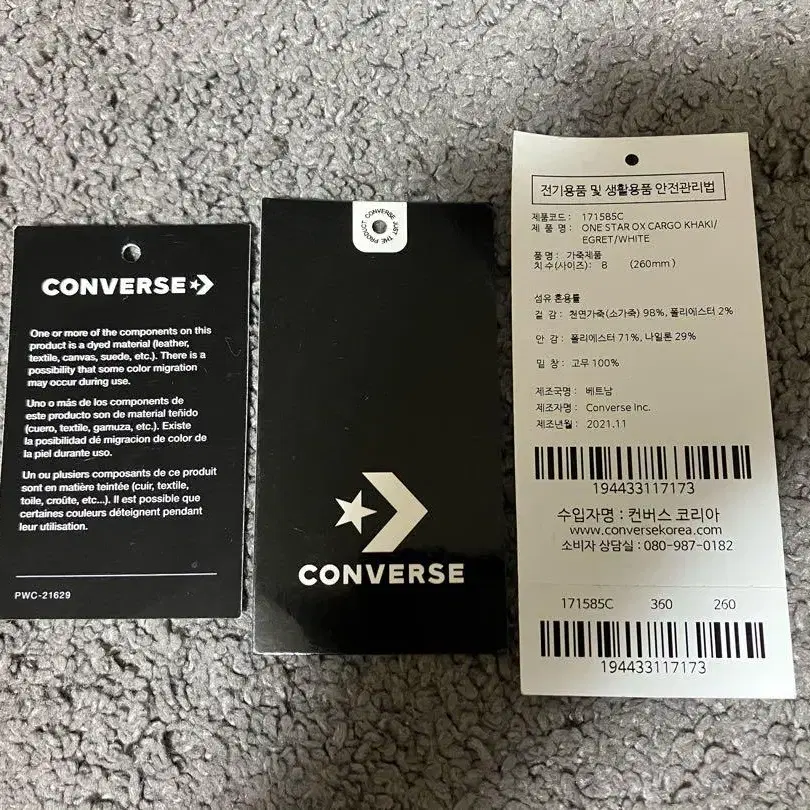 CONVERSE
One or more of the components on this
product is a dyed material (leather,
textile, canvas, suede, etc.). There is a
possibility that some color migration
may occur during use.
Uno o más de los componentes de
este producto son de material teñido
(cuero, textile, gamuza, etc.). Existe
la posibilidad dé migracion de color de
la piel durante uso.
Un ou plusiers composants de ce produit
sont en matière teintée (cuir, textile,
toile, croûte, etc...). Il est possible que
certaines couleurs déteignent pendant
leur utilisation.
PWC-21629
CONVERSE JUST THE PRODUCT
CONVERSE
전기용품 및 생활용품 안전관리법
제품코드 : 171585C
제 품 명 : ONE STAR OX CARGO KHAKI/
EGRET/WHITE
품 명 : 가죽제품
치수(사이즈) : B (260mm)
섬유 혼용률
겉 감 : 천연가죽(소가죽) 98%, 폴리에스터 2%
안 감 : 폴리에스터 71%, 나일론 29%
밑 창 : 고무 100%
제조국명 : 베트남
제조자명 : Converse Inc.
제조년월 : 2021.11
194433117173
수입자명 : 컨버스 코리아
www.conversekorea.com
소비자 상담실 : 080-987-0182
171585C 360 260
194433117173